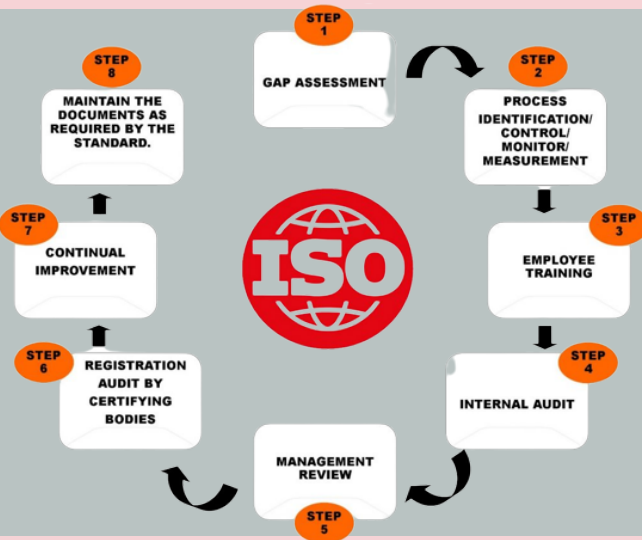 STEP
1
GAP ASSESSMENT
STEP
2
PROCESS
IDENTIFICATION/
CONTROL/
MONITOR/
MEASUREMENT
STEP
3
EMPLOYEE
TRAINING
STEP
4
INTERNAL AUDIT
MANAGEMENT
REVIEW
STEP
5
STEP
6
REGISTRATION
AUDIT BY
CERTIFYING
BODIES
STEP
7
CONTINUAL
IMPROVEMENT
STEP
8
MAINTAIN THE
DOCUMENTS AS
REQUIRED BY THE
STANDARD.
ISO